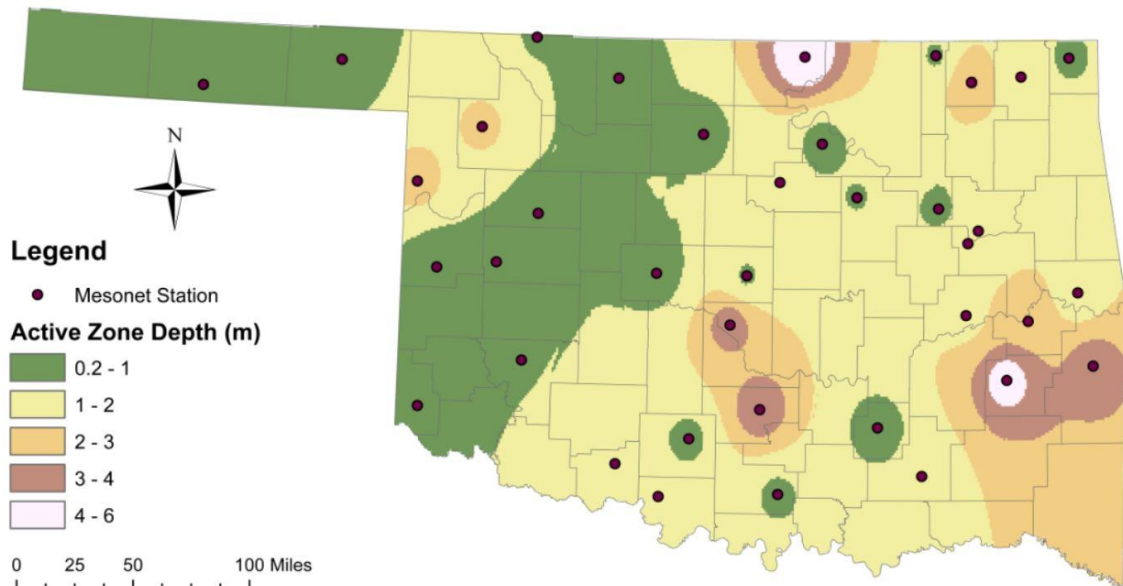 N
Legend
Mesonet Station
Active Zone Depth (m)
0.2 - 1
1 - 2
2 - 3
3 - 4
4 - 6
0 25 50 100 Miles